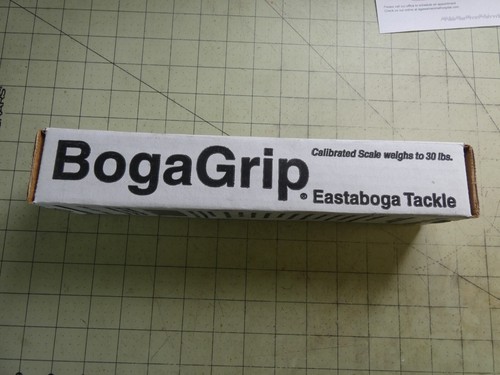 BogaGrip®
Calibrated Scale weighs to 30 lbs.
Eastaboga Tackle